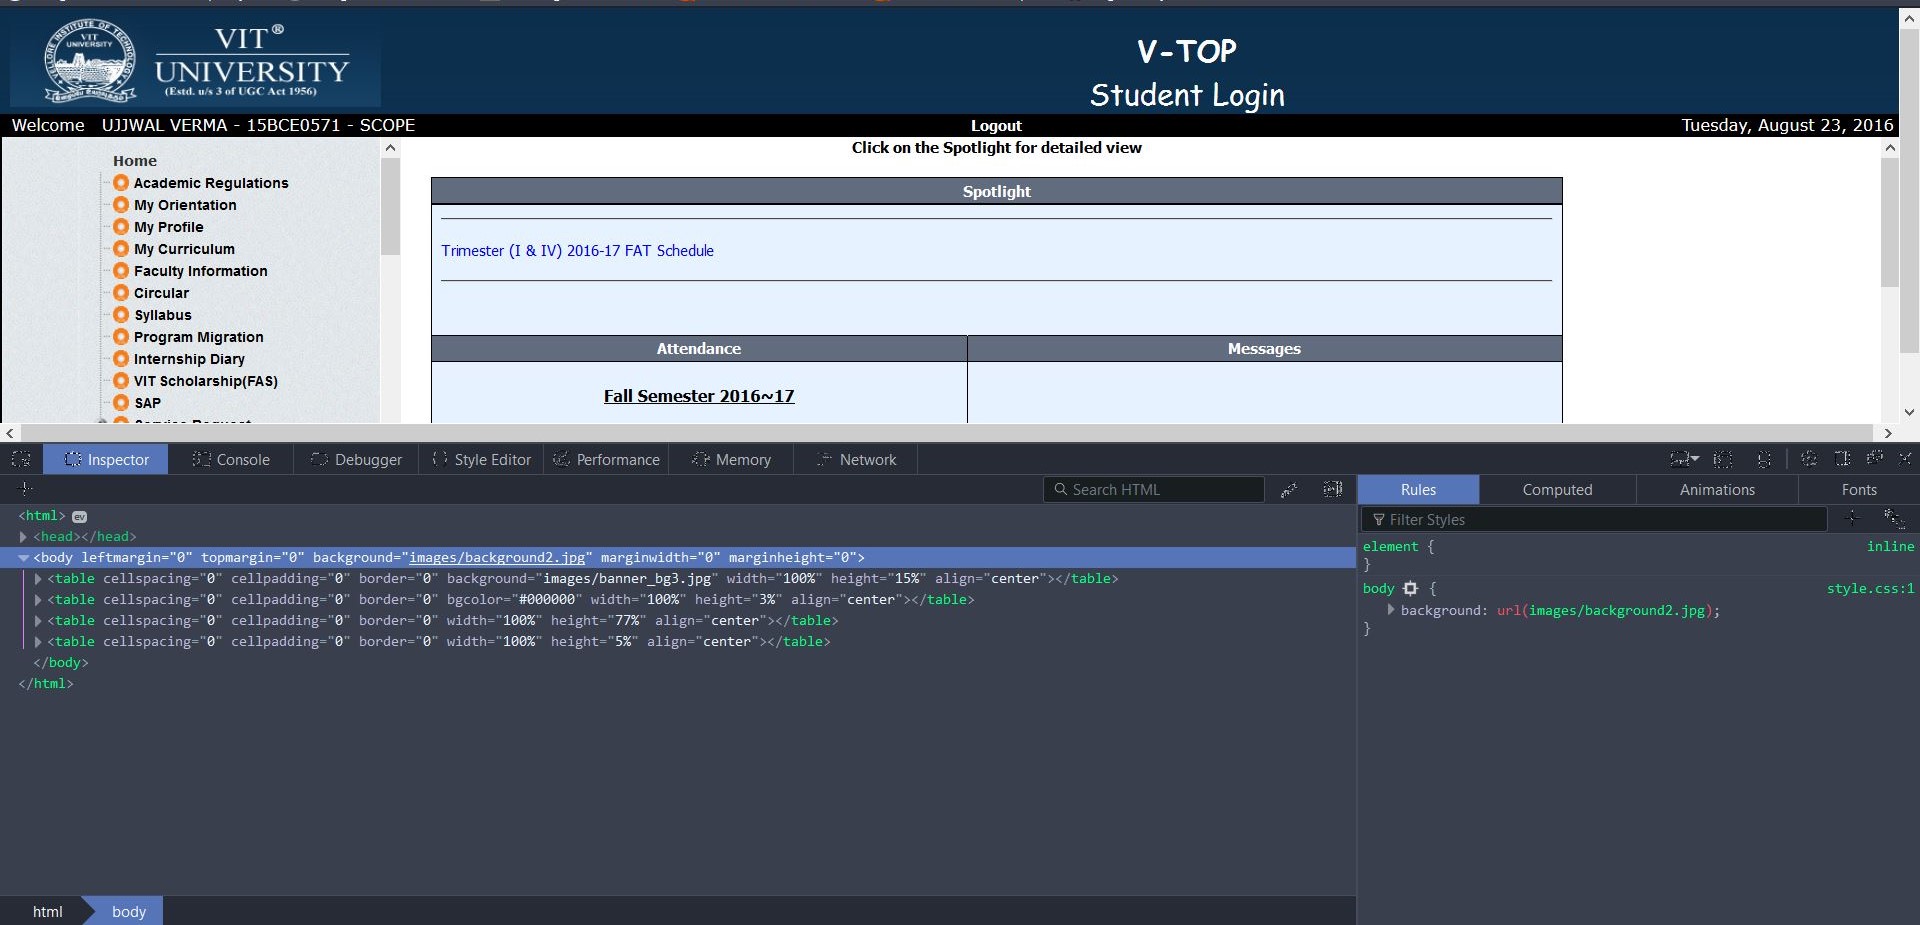 VIT®
UNIVERSITY
(Estd. u/s 3 of UGC Act 1956)
VIT
UNIVERSITY
V-TOP
Student Login
Welcome UJJWAL VERMA - 15BCE0571 - SCOPE
Logout
Tuesday, August 23, 2016
Home
Academic Regulations
My Orientation
My Profile
My Curriculum
Faculty Information
Circular
Syllabus
Program Migration
Internship Diary
VIT Scholarship(FAS)
SAP
Click on the Spotlight for detailed view
Spotlight
Trimester (I & IV) 2016-17 FAT Schedule
Attendance
Messages
Fall Semester 2016~17
Inspector
Console
Debugger
Style Editor
Performance
Memory
Network
Search HTML
<html> ev
<head></head>
<body leftmargin="0" topmargin="0" background="images/background2.jpg" marginwidth="0" marginheight="0">
<table cellspacing="0" cellpadding="0" border="0" background="images/banner_bg3.jpg" width="100%" height="15%" align="center"></table>
<table cellspacing="0" cellpadding="0" border="0" bgcolor="#000000" width="100%" height="3%" align="center"></table>
<table cellspacing="0" cellpadding="0" border="0" width="100%" height="77%" align="center"></table>
<table cellspacing="0" cellpadding="0" border="0" width="100%" height="5%" align="center"></table>
</body>
</html>
html
body
Rules
Computed
Animations
Fonts
Filter Styles
element {
inline
}
body {
style.css:1
background: url(images/background2.jpg);
}